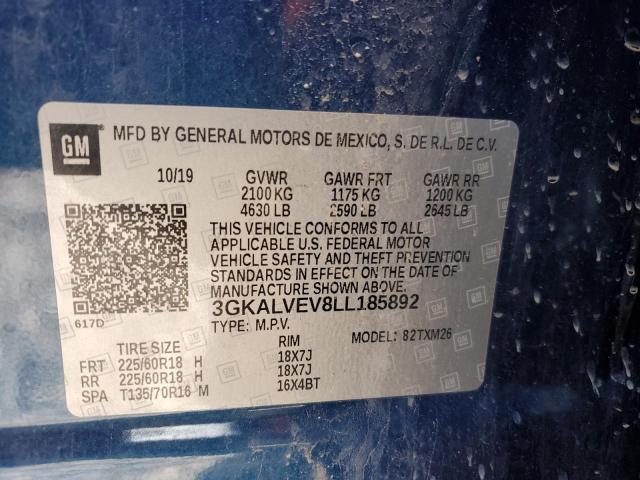 GM MFD BY GENERAL MOTORS DE MEXICO, S. DE R.L. DE C.V.
10/19 GVWR GAWR FRT GAWR RR
2100 KG 1175 KG 1200 KG
4630 LB 2590 LB 2645 LB
THIS VEHICLE CONFORMS TO ALL
APPLICABLE U.S. FEDERAL MOTOR
VEHICLE SAFETY AND THEFT PREVENTION
STANDARDS IN EFFECT ON THE DATE OF
MANUFACTURE SHOWN ABOVE.
617D 3GKALVEV8LL185892
TYPE: M.P.V. MODEL: 82TXM26
TIRE SIZE RIM
FRT 225/60R18 H 18X7J
RR 225/60R18 H 18X7J
SPA T135/70R16 M 16X4BT